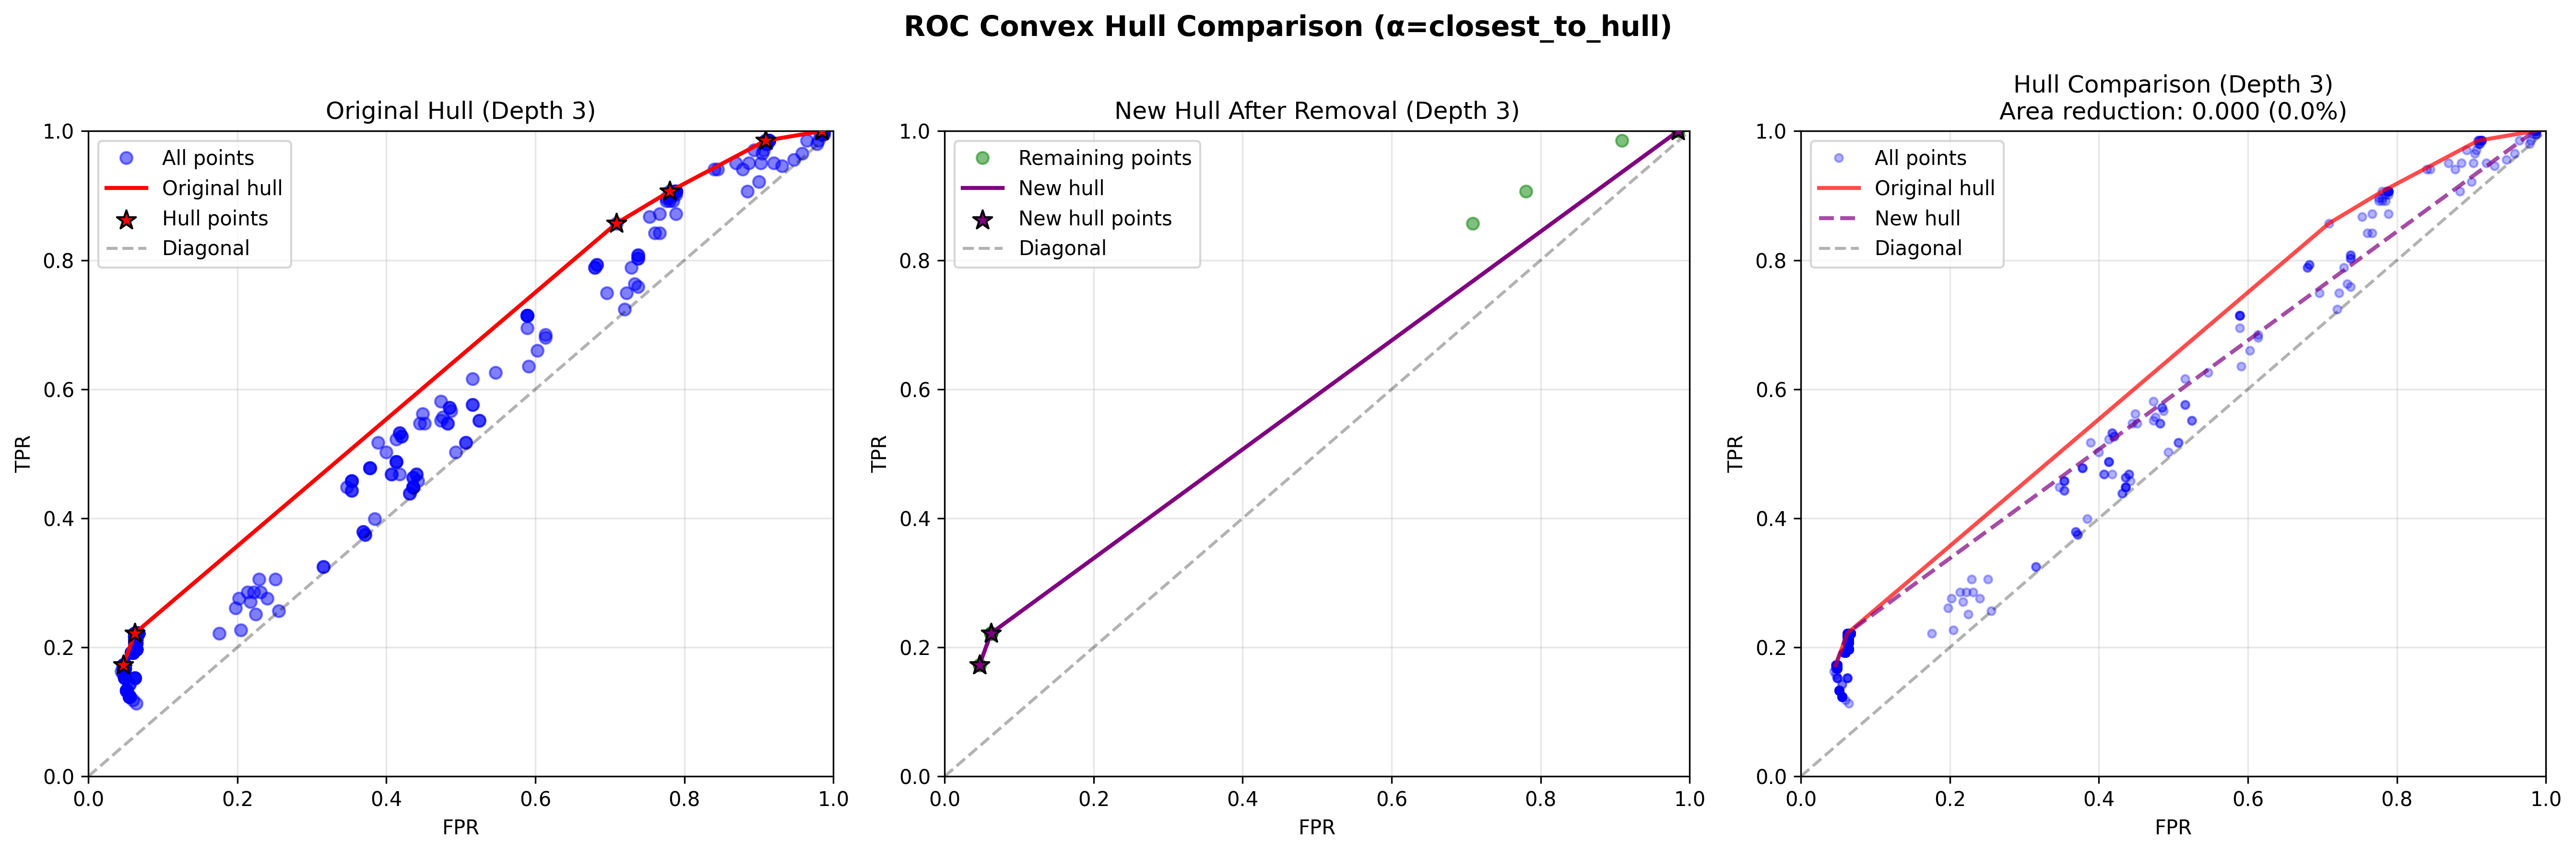 ROC Convex Hull Comparison (α=closest_to_hull)
Original Hull (Depth 3)
All points
Original hull
Hull points
Diagonal
TPR
1.0
0.8
0.6
0.4
0.2
0.0
0.0 0.2 0.4 0.6 0.8 1.0
FPR
New Hull After Removal (Depth 3)
Remaining points
New hull
New hull points
Diagonal
TPR
1.0
0.8
0.6
0.4
0.2
0.0
0.0 0.2 0.4 0.6 0.8 1.0
FPR
Hull Comparison (Depth 3)
Area reduction: 0.000 (0.0%)
All points
Original hull
New hull
Diagonal
TPR
1.0
0.8
0.6
0.4
0.2
0.0
0.0 0.2 0.4 0.6 0.8 1.0
FPR